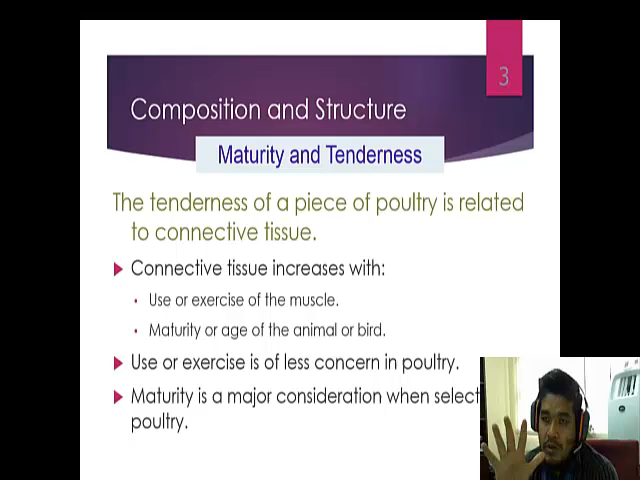 3
Composition and Structure
Maturity and Tenderness
The tenderness of a piece of poultry is related
to connective tissue.
Connective tissue increases with:
Use or exercise of the muscle.
Maturity or age of the animal or bird.
Use or exercise is of less concern in poultry.
Maturity is a major consideration when select
poultry.